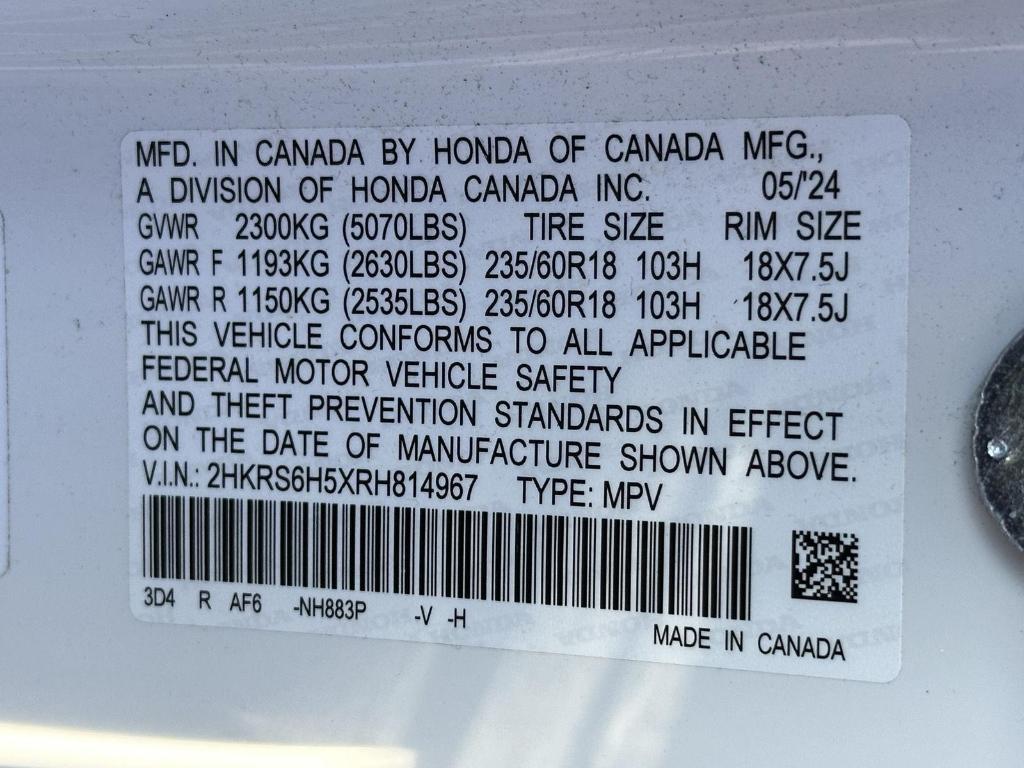 MFD. IN CANADA BY HONDA OF CANADA MFG.,
A DIVISION OF HONDA CANADA INC. 05/'24
GVWR 2300KG (5070LBS) TIRE SIZE RIM SIZE
GAWR F 1193KG (2630LBS) 235/60R18 103H 18X7.5J
GAWR R 1150KG (2535LBS) 235/60R18 103H 18X7.5J
THIS VEHICLE CONFORMS TO ALL APPLICABLE
FEDERAL MOTOR VEHICLE SAFETY
AND THEFT PREVENTION STANDARDS IN EFFECT
ON THE DATE OF MANUFACTURE SHOWN ABOVE.
V.I.N.: 2HKRS6H5XRH814967 TYPE: MPV
3D4 R AF6 -NH883P -V -H
MADE IN CANADA